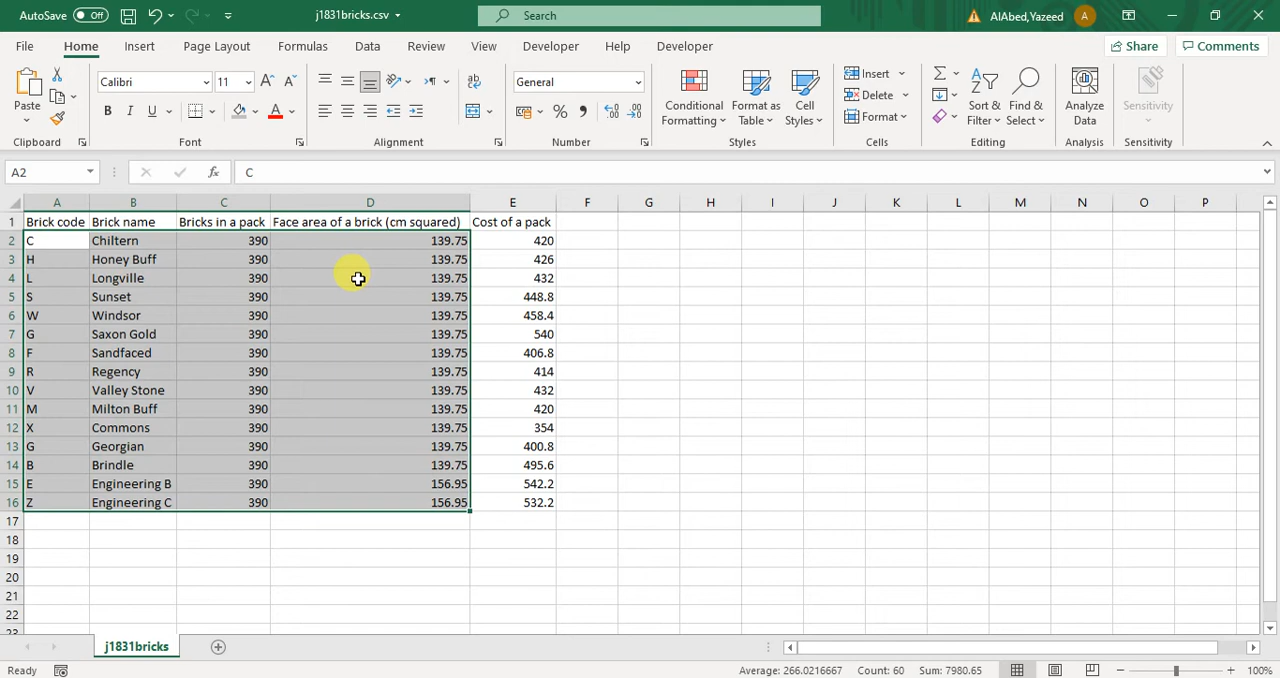 AutoSave Off j1831bricks.csv Search AlAbed,Yazeed A
File Home Insert Page Layout Formulas Data Review View Developer Help Developer Share Comments
Paste Calibri 11 General Conditional Formatting Format as Table Cell Styles Insert Delete Format Sort & Filter Find & Select Analyze Data Sensitivity
Clipboard Font Alignment Number Styles Cells Editing Analysis Sensitivity
A2 fx C
A B C D E F G H I J K L M N O P
1 Brick code Brick name Bricks in a pack Face area of a brick (cm squared) Cost of a pack
2 C Chiltern 390 139.75 420
3 H Honey Buff 390 139.75 426
4 L Longville 390 139.75 432
5 S Sunset 390 139.75 448.8
6 W Windsor 390 139.75 458.4
7 G Saxon Gold 390 139.75 540
8 F Sandfaced 390 139.75 406.8
9 R Regency 390 139.75 414
10 V Valley Stone 390 139.75 432
11 M Milton Buff 390 139.75 420
12 X Commons 390 139.75 354
13 G Georgian 390 139.75 400.8
14 B Brindle 390 139.75 495.6
15 E Engineering B 390 156.95 542.2
16 Z Engineering C 390 156.95 532.2
17
18
19
20
21
22
23
j1831bricks
Ready Average: 266.0216667 Count: 60 Sum: 7980.65 100%